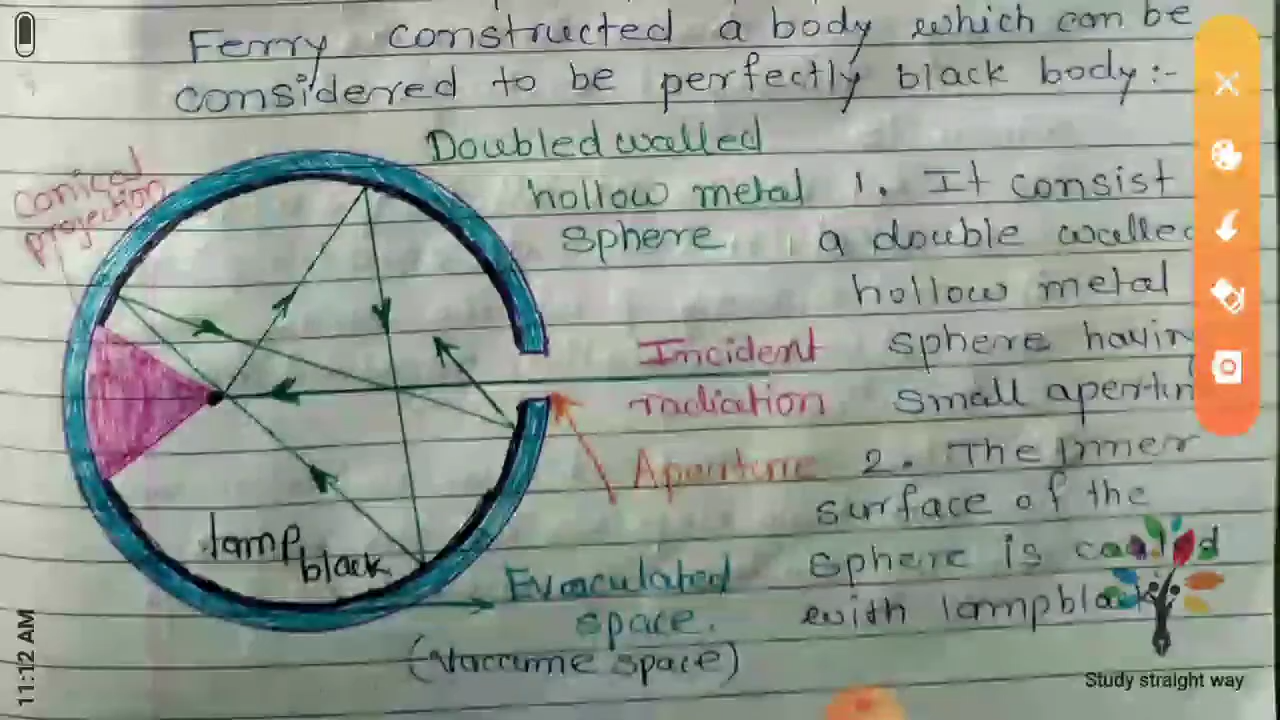 Ferry constructed a body which can be
considered to be perfectly black body:-
Doubled walled
hollow metal
sphere
conical
projection
1. It consist
a double walled
hollow metal
sphere havin
small apertur
Incident
radiation
Aperture
2. The inner
surface of the
sphere is coated
with lampblack
lamp
black
Evaculated
space.
(Vaccume space)
Study straight way
11:12 AM